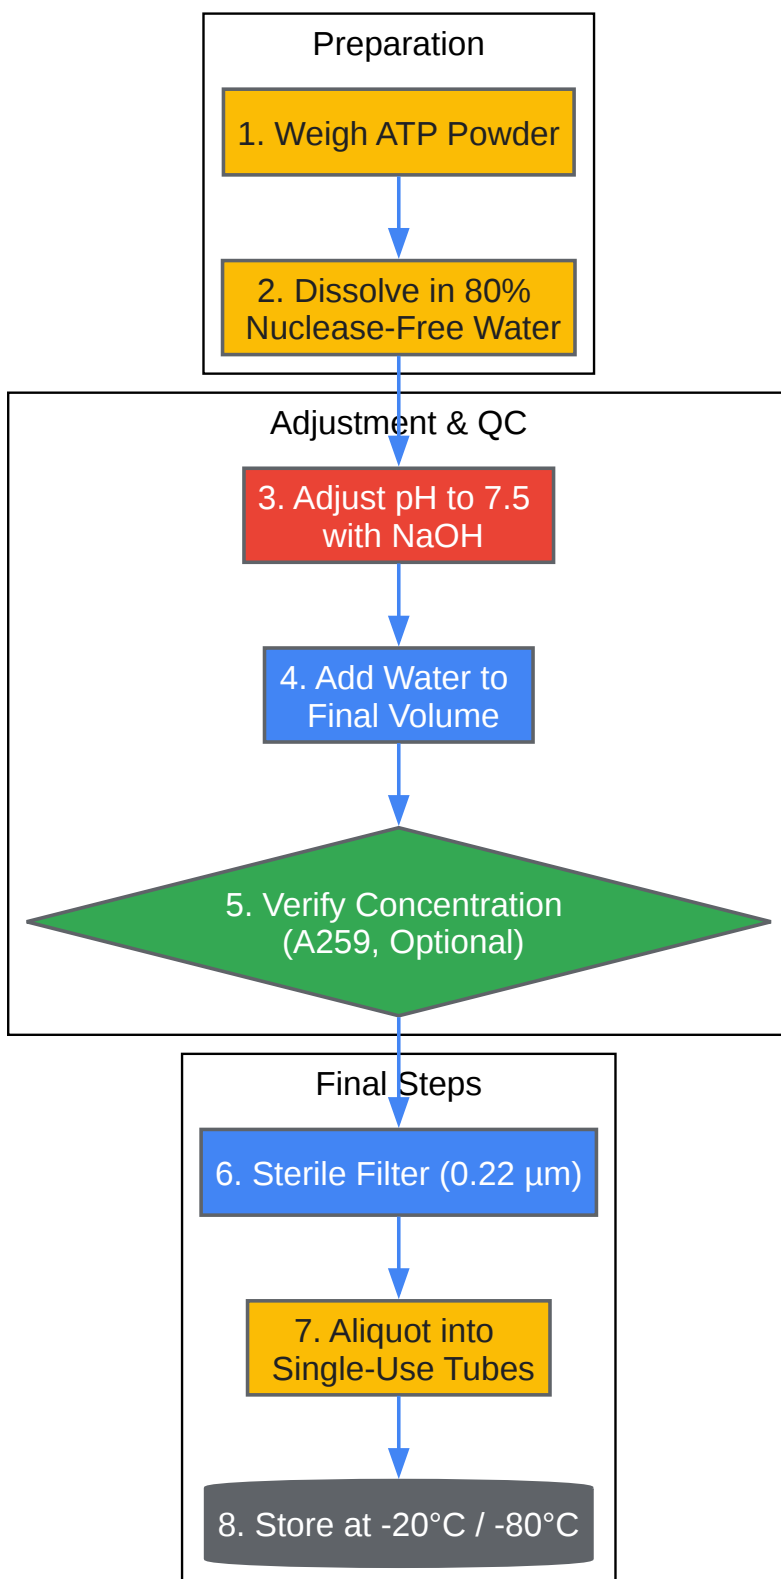 Preparation
1. Weigh ATP Powder
2. Dissolve in 80%
Nuclease-Free Water
Adjustment & QC
3. Adjust pH to 7.5
with NaOH
4. Add Water to
Final Volume
5. Verify Concentration
(A259, Optional)
Final Steps
6. Sterile Filter (0.22 µm)
7. Aliquot into
Single-Use Tubes
8. Store at -20°C / -80°C